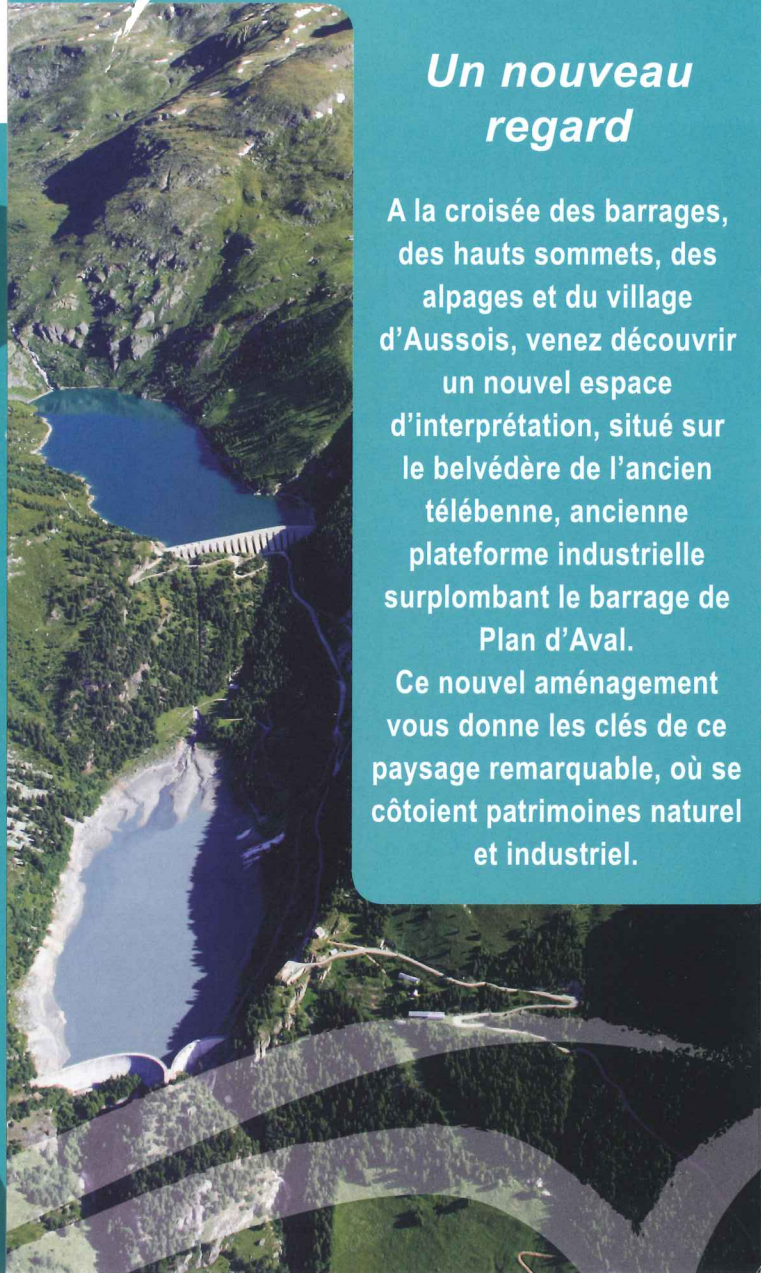 Un nouveau
regard
A la croisée des barrages,
des hauts sommets, des
alpages et du village
d'Aussois, venez découvrir
un nouvel espace
d'interprétation, situé sur
le belvédère de l'ancien
télébenne, ancienne
plateforme industrielle
surplombant le barrage de
Plan d'Aval.
Ce nouvel aménagement
vous donne les clés de ce
paysage remarquable, où se
côtoient patrimoines naturel
et industriel.